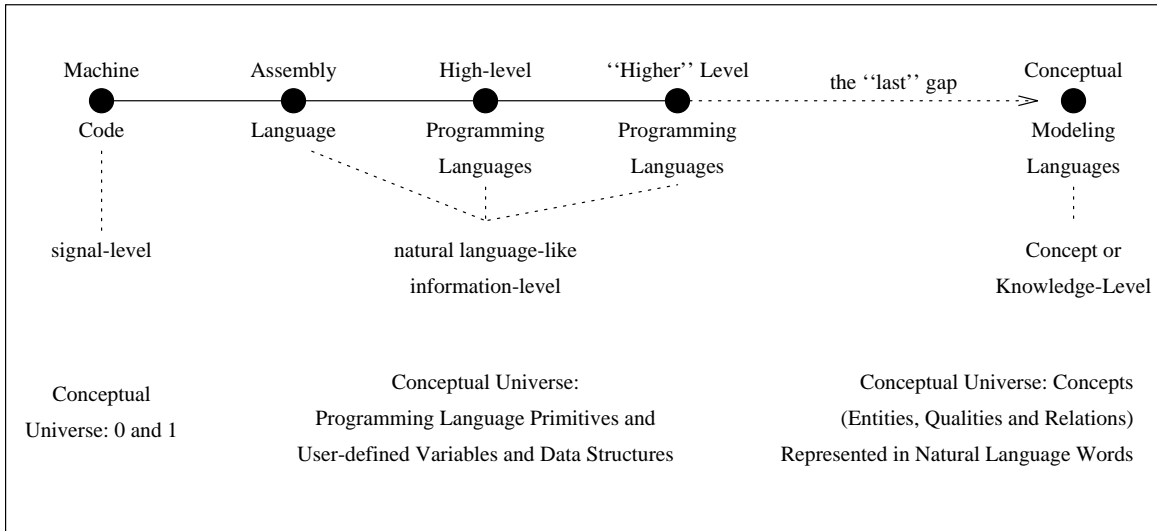 Machine
Code
Assembly
Language
High-level
Programming
Languages
‘‘Higher’’ Level
Programming
Languages
the ‘‘last’’ gap
Conceptual
Modeling
Languages
signal-level
natural language-like
information-level
Concept or
Knowledge-Level
Conceptual
Universe: 0 and 1
Conceptual Universe:
Programming Language Primitives and
User-defined Variables and Data Structures
Conceptual Universe: Concepts
(Entities, Qualities and Relations)
Represented in Natural Language Words